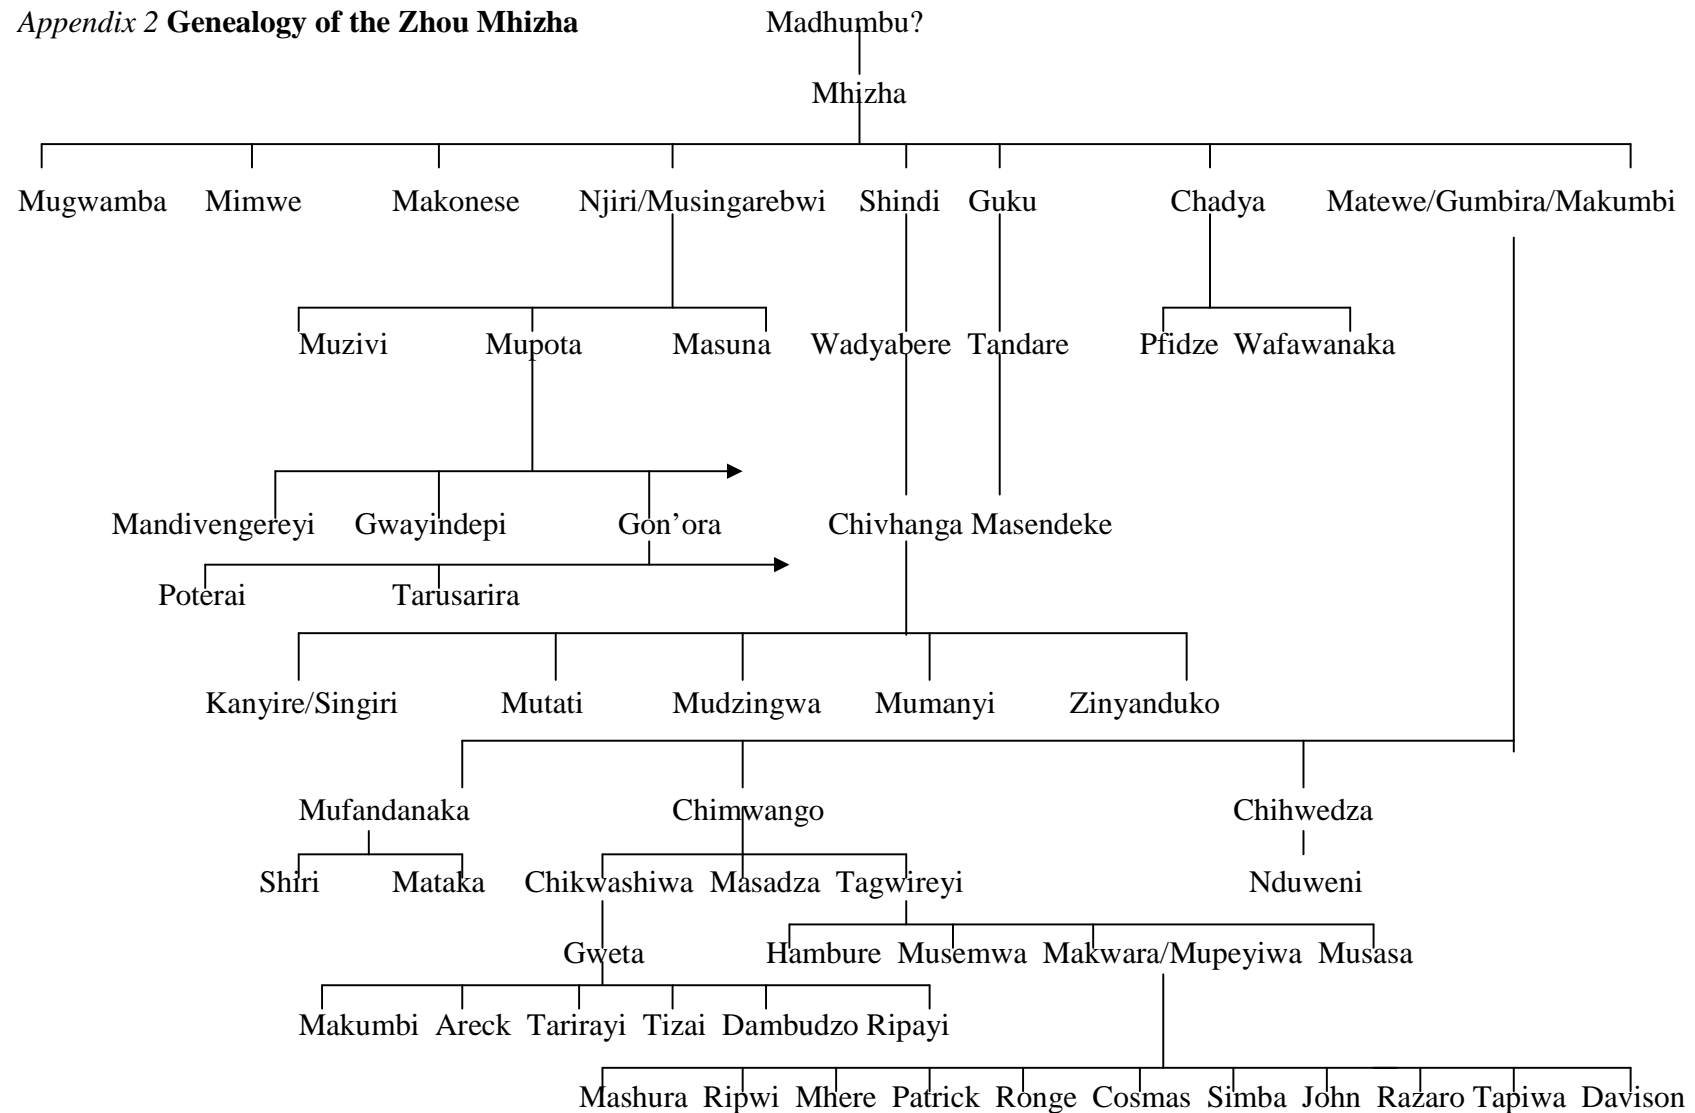 Appendix 2 Genealogy of the Zhou Mhizha Madhumbu?
Mhizha
Mugwamba Mimwe Makonese Njiri/Musingarebwi Shindi Guku Chadya Matewe/Gumbira/Makumbi
Muzivi Mupota Masuna Wadyabere Tandare Pfidze Wafawanaka
Mandivengereyi Gwayindepi Gon’ora Chivhanga Masendeke
Poterai Tarusarira
Kanyire/Singiri Mutati Mudzingwa Mumanyi Zinyanduko
Mufandanaka Chimwango Chihwedza
Shiri Mataka Chikwashiwa Masadza Tagwireyi Nduweni
Gweta Hambure Musemwa Makwara/Mupeyiwa Musasa
Makumbi Areck Tarirayi Tizai Dambudzo Ripayi
Mashura Ripwi Mhere Patrick Ronge Cosmas Simba John Razaro Tapiwa Davison